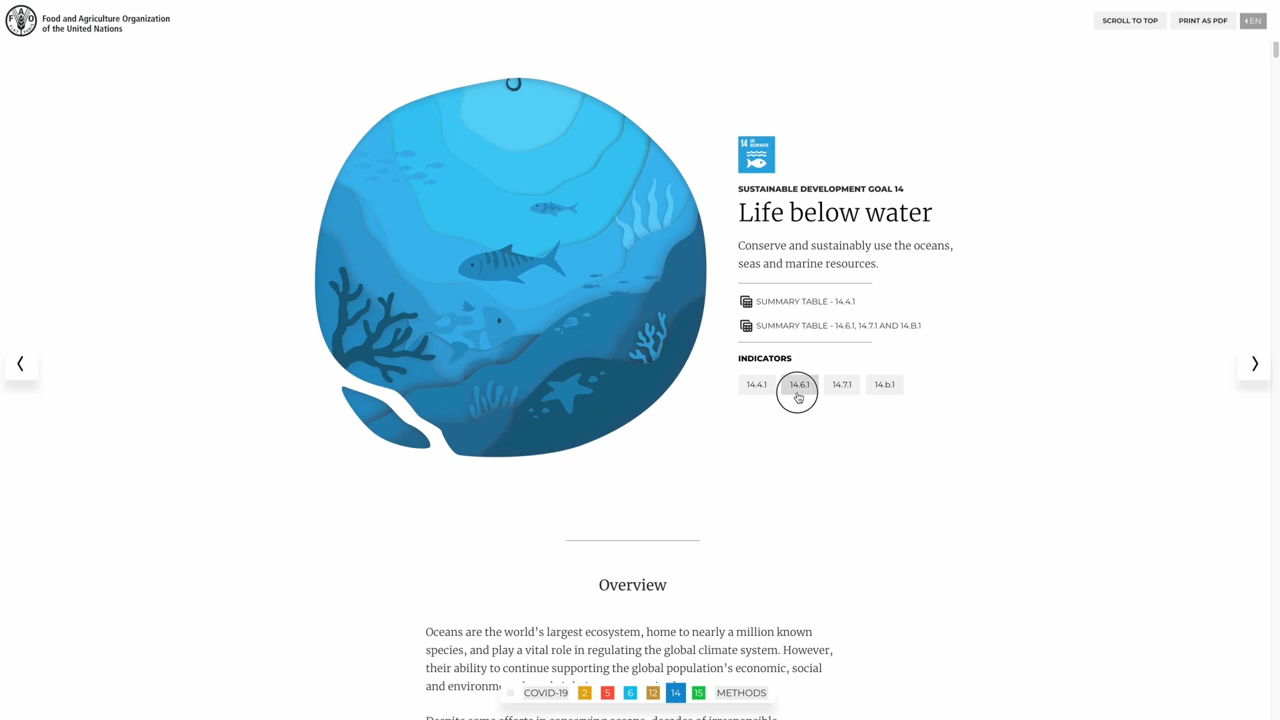 Food and Agriculture Organization
of the United Nations
SCROLL TO TOP
PRINT AS PDF
EN
14 LIFE BELOW WATER
SUSTAINABLE DEVELOPMENT GOAL 14
Life below water
Conserve and sustainably use the oceans,
seas and marine resources.
SUMMARY TABLE - 14.4.1
SUMMARY TABLE - 14.6.1, 14.7.1 AND 14.B.1
INDICATORS
14.4.1 14.6.1 14.7.1 14.b.1
Overview
Oceans are the world's largest ecosystem, home to nearly a million known
species, and play a vital role in regulating the global climate system. However,
their ability to continue supporting the global population's economic, social
and
COVID-19 2 5 6 12 14 15 METHODS